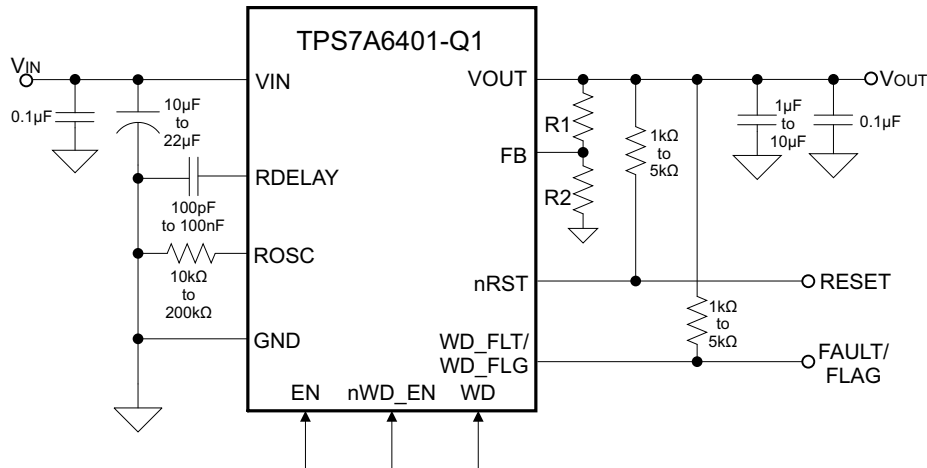 TPS7A6401-Q1
VIN
VIN
VOUT
VOUT
0.1µF
10µF
to
22µF
R1
1kΩ
to
5kΩ
1µF
to
10µF
0.1µF
FB
RDELAY
R2
100pF
to 100nF
ROSC
10kΩ
to
200kΩ
nRST
RESET
1kΩ
to
5kΩ
GND
WD_FLT/
WD_FLG
FAULT/
FLAG
EN
nWD_EN
WD